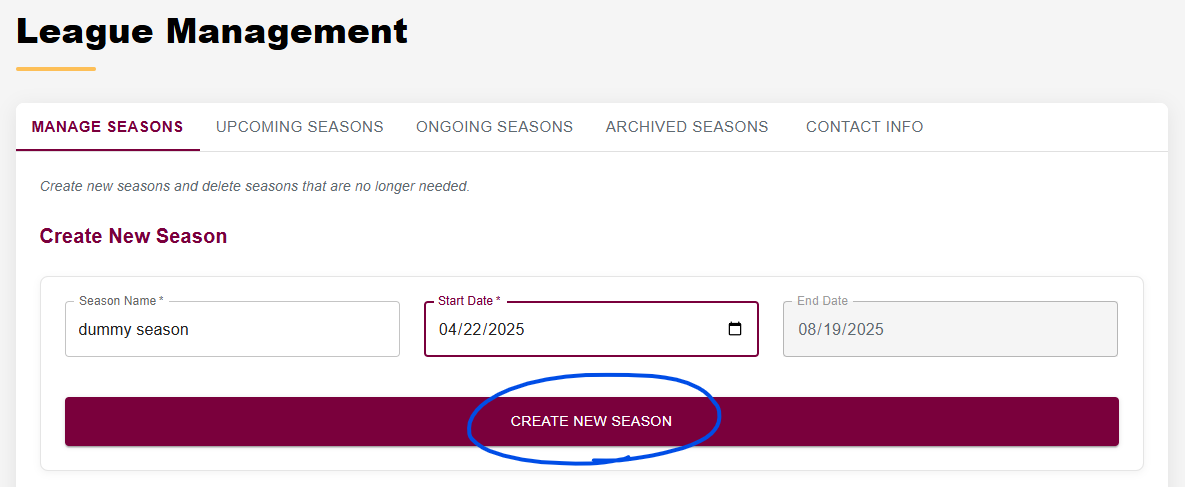 League Management
MANAGE SEASONS UPCOMING SEASONS ONGOING SEASONS ARCHIVED SEASONS CONTACT INFO
Create new seasons and delete seasons that are no longer needed.
Create New Season
Season Name * Start Date * End Date
dummy season 04/22/2025 08/19/2025
CREATE NEW SEASON